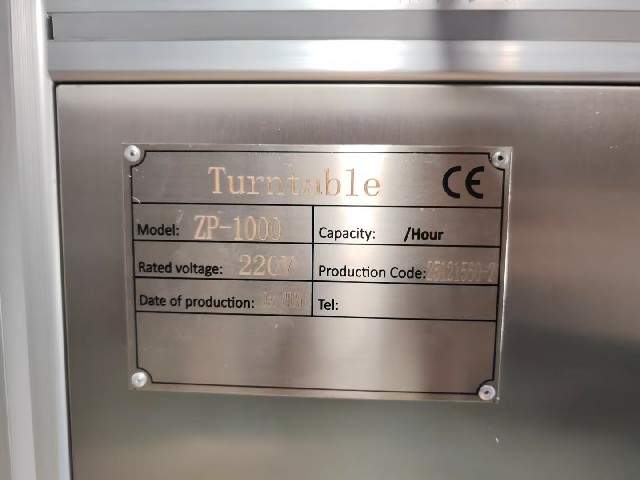 Turntable CE
Model: ZP-1000 Capacity: /Hour
Rated voltage: 220V Production Code:
Date of production: Tel: